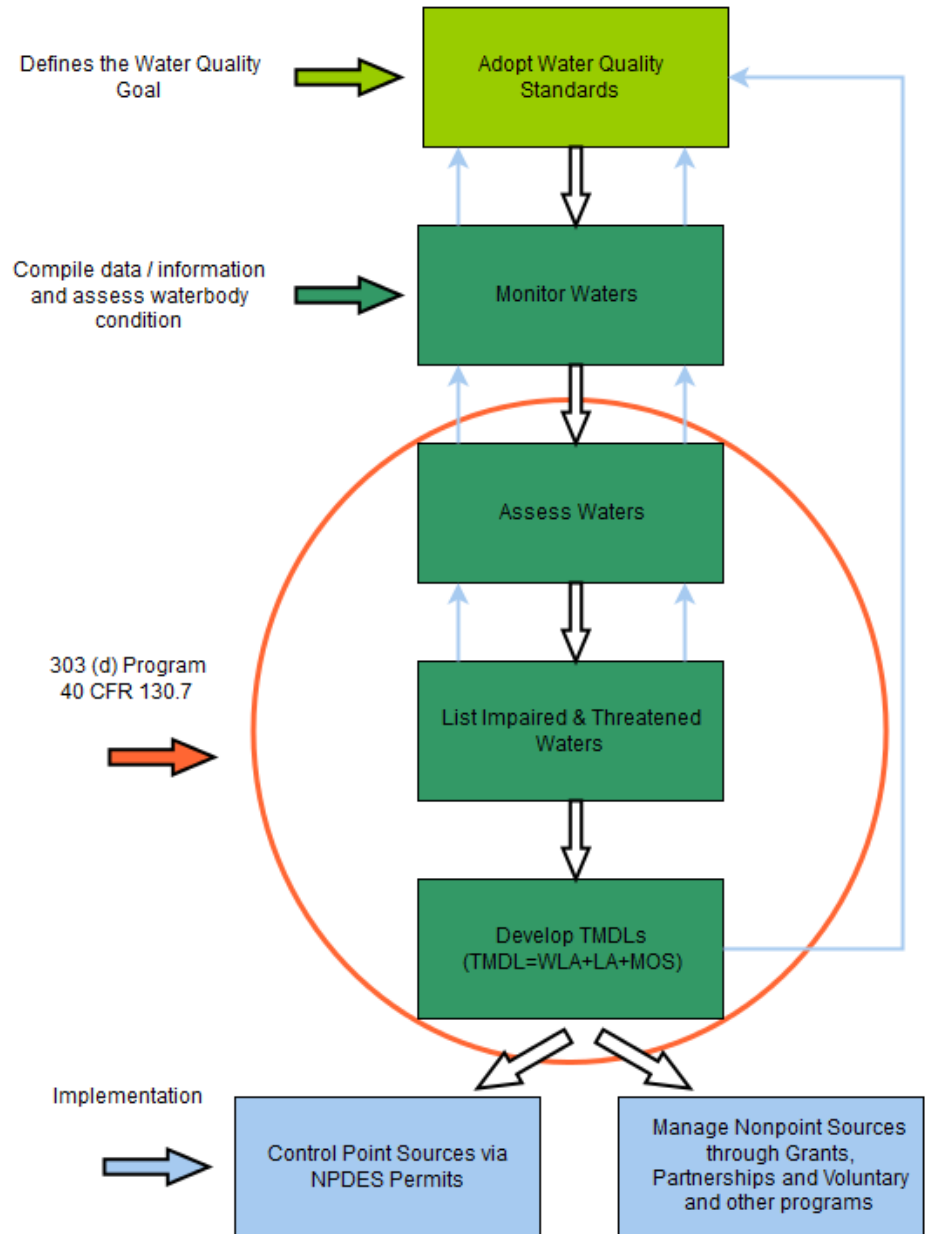 Defines the Water Quality
Goal
Adopt Water Quality
Standards
Compile data / information
and assess waterbody
condition
Monitor Waters
Assess Waters
303 (d) Program
40 CFR 130.7
List Impaired & Threatened
Waters
Develop TMDLs
(TMDL=WLA+LA+MOS)
Implementation
Control Point Sources via
NPDES Permits
Manage Nonpoint Sources
through Grants,
Partnerships and Voluntary
and other programs